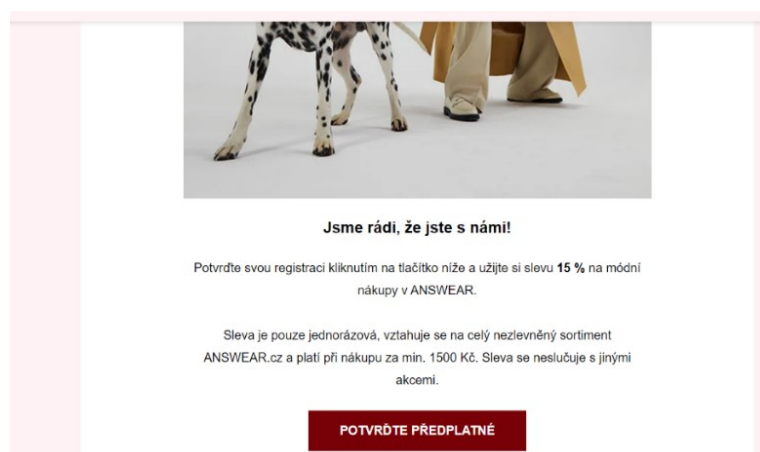 Jsme rádi, že jste s námi!
Potvrďte svou registraci kliknutím na tlačítko níže a užijte si slevu 15 % na módní
nákupy v ANSWEAR.
Sleva je pouze jednorázová, vztahuje se na celý nezlevněný sortiment
ANSWEAR.cz a platí při nákupu za min. 1500 Kč. Sleva se neslučuje s jinými
akcemi.
POTVRĎTE PŘEDPLATNÉ